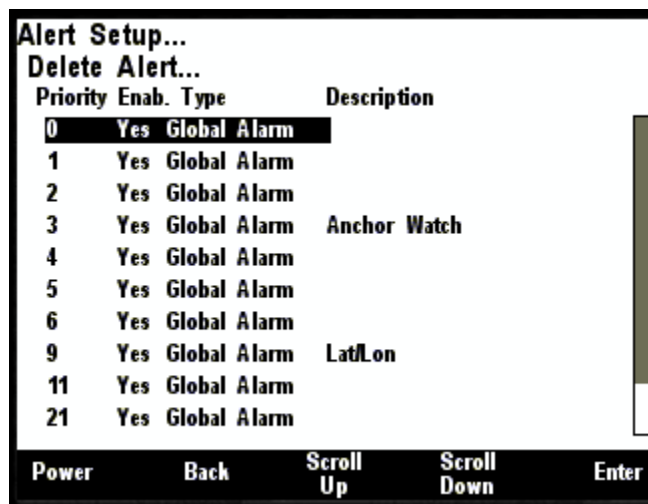 Alert Setup...
Delete Alert...
Priority Enab. Type Description
0 Yes Global Alarm
1 Yes Global Alarm
2 Yes Global Alarm
3 Yes Global Alarm Anchor Watch
4 Yes Global Alarm
5 Yes Global Alarm
6 Yes Global Alarm
9 Yes Global Alarm Lat/Lon
11 Yes Global Alarm
21 Yes Global Alarm
Power Back Scroll Up Scroll Down Enter